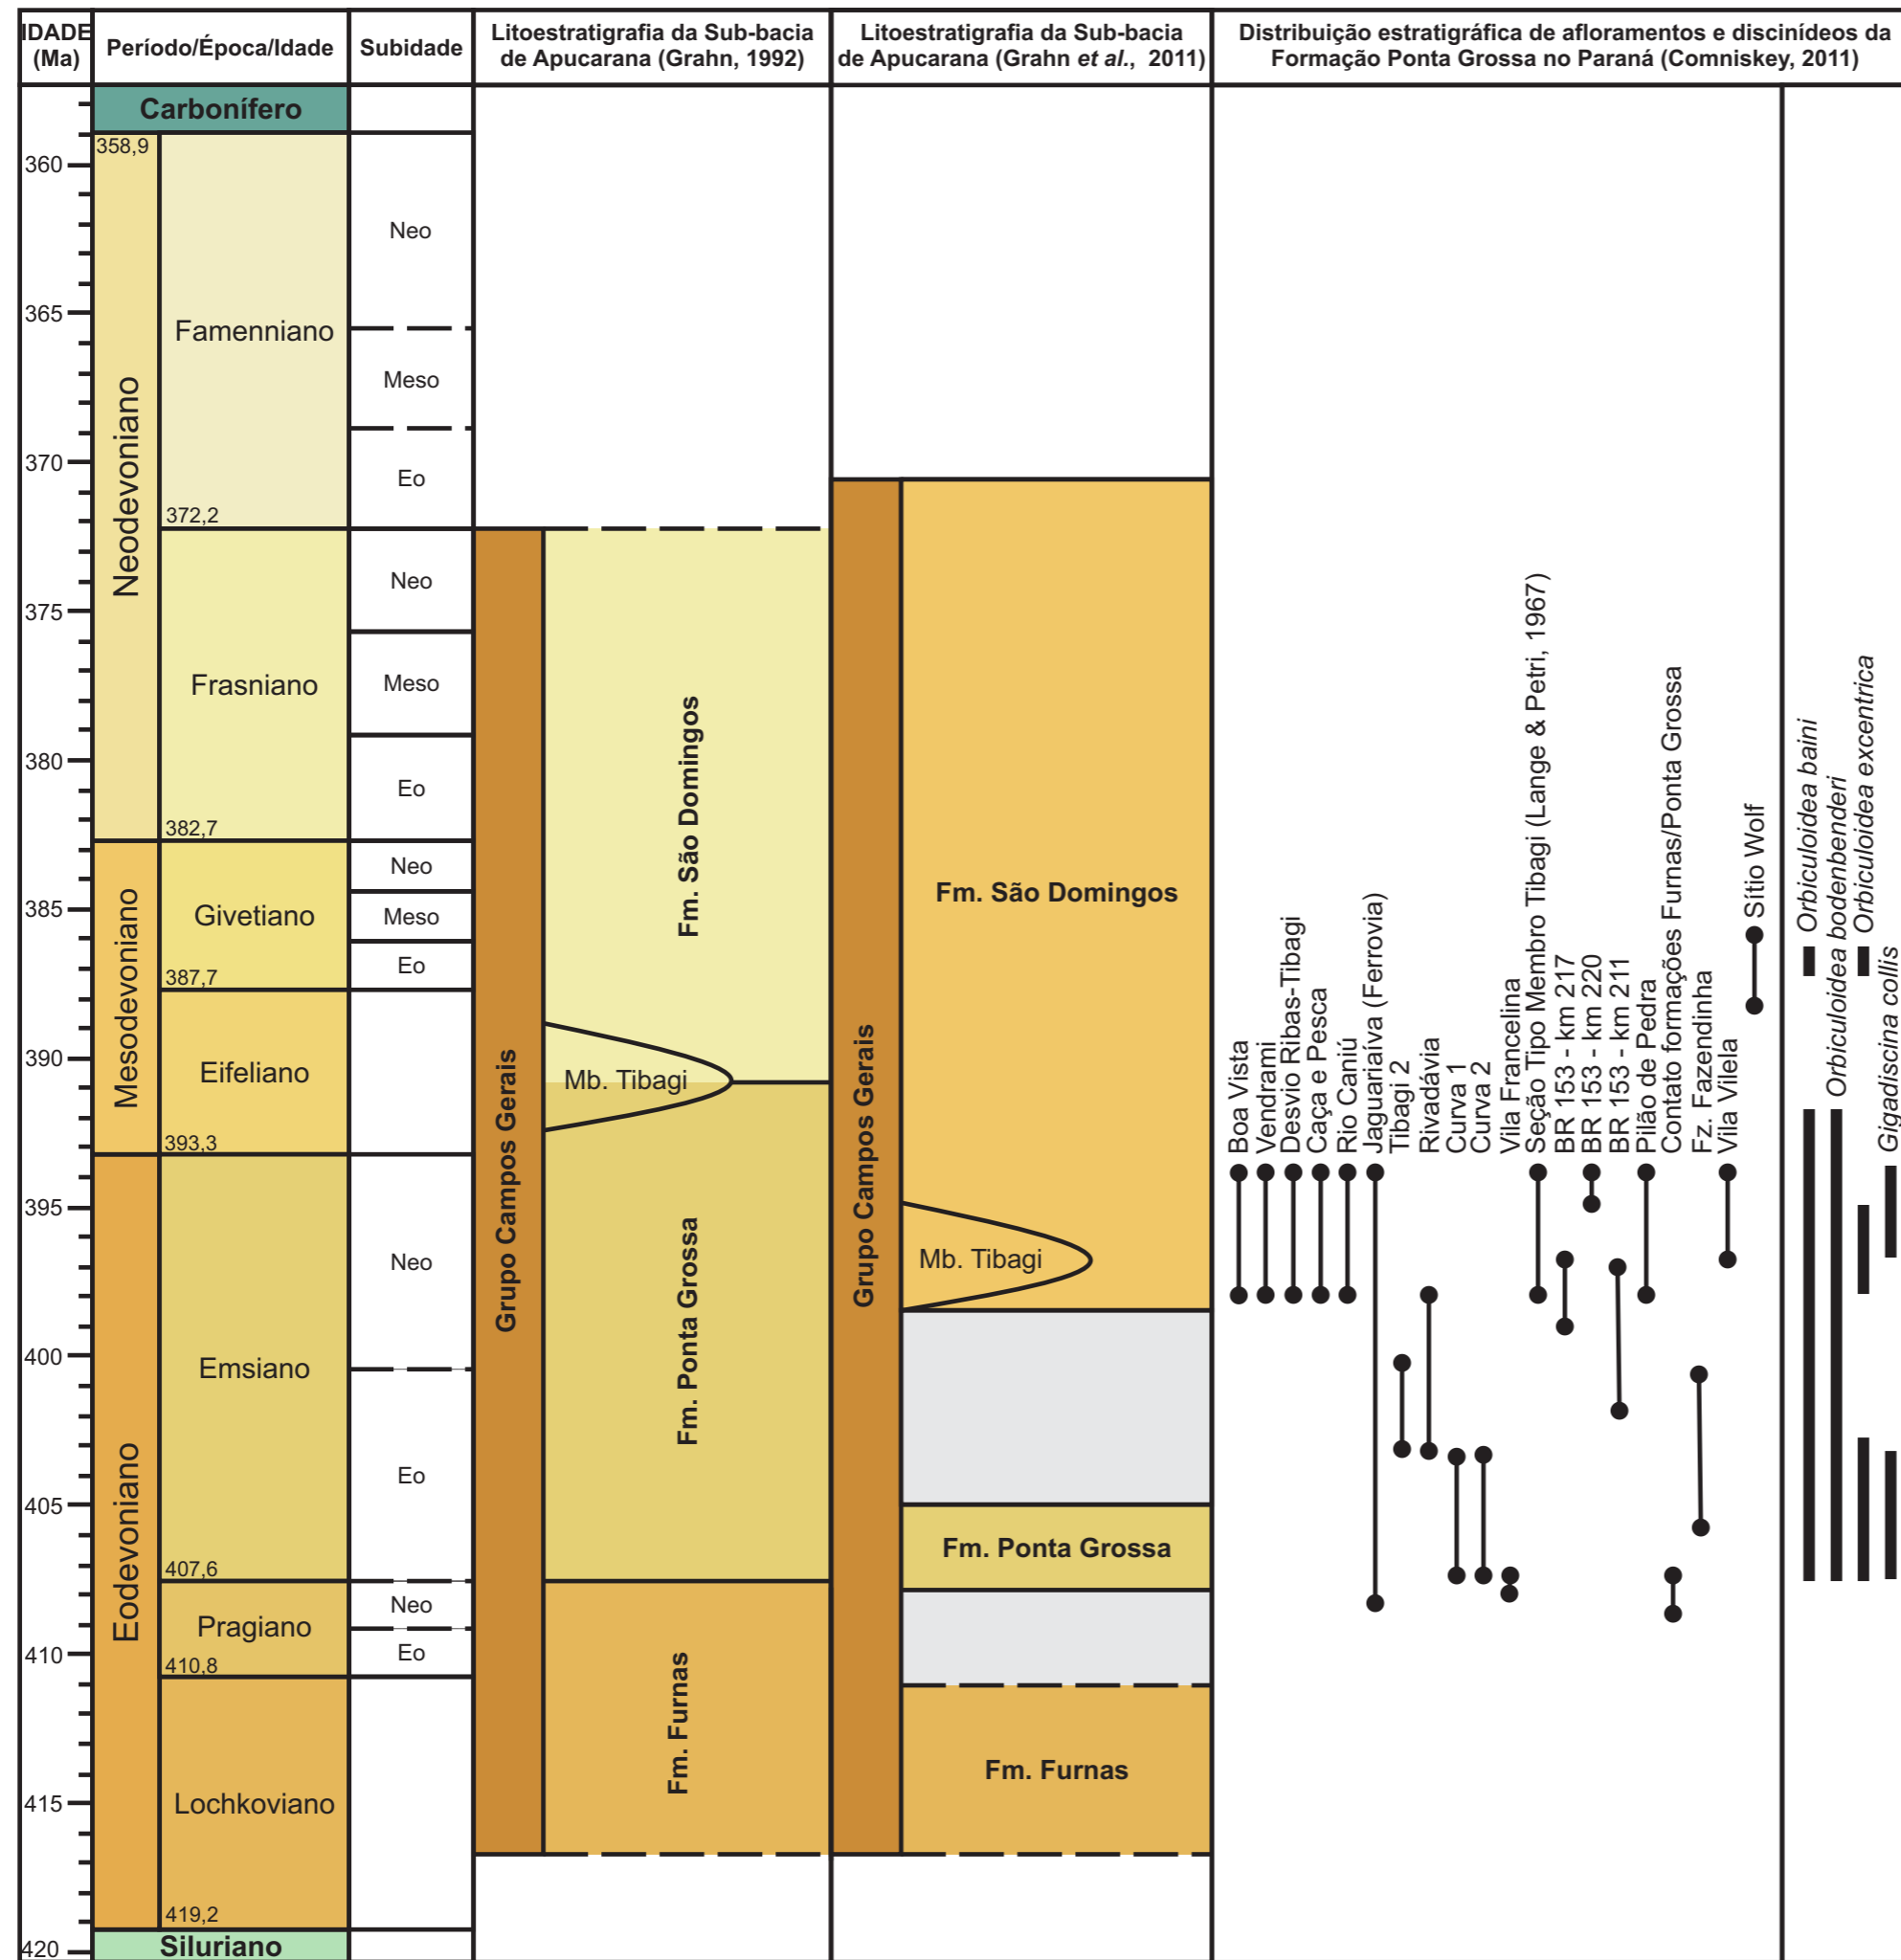 IDADE
(Ma)
Período/Época/Idade
Subidade
Litoestratigrafia da Sub-bacia
de Apucarana (Grahn, 1992)
Litoestratigrafia da Sub-bacia
de Apucarana (Grahn et al., 2011)
Distribuição estratigráfica de afloramentos e discinídeos da
Formação Ponta Grossa no Paraná (Comniskey, 2011)
360
365
370
375
380
385
390
395
400
405
410
415
420
Carbonífero
358,9
Neodevoniano
Famenniano
372,2
Frasniano
382,7
Mesodevoniano
Givetiano
387,7
Eifeliano
393,3
Eodevoniano
Emsiano
407,6
Pragiano
410,8
Lochkoviano
419,2
Siluriano
Neo
Meso
Eo
Neo
Meso
Eo
Neo
Meso
Eo
Neo
Eo
Neo
Eo
Grupo Campos Gerais
Fm. São Domingos
Mb. Tibagi
Fm. Ponta Grossa
Fm. Furnas
Grupo Campos Gerais
Fm. São Domingos
Mb. Tibagi
Fm. Ponta Grossa
Fm. Furnas
Boa Vista
Vendrami
Desvio Ribas-Tibagi
Caça e Pesca
Rio Caniú
Jaguariaíva (Ferrovia)
Tibagi 2
Rivadávia
Curva 1
Curva 2
Vila Francelina
Seção Tipo Membro Tibagi (Lange & Petri, 1967)
BR 153 - km 217
BR 153 - km 220
BR 153 - km 211
Pilão de Pedra
Contato formações Furnas/Ponta Grossa
Fz. Fazendinha
Vila Vilela
Sítio Wolf
Orbiculoidea baini
Orbiculoidea bodenbenderi
Orbiculoidea excentrica
Gigadiscina collis